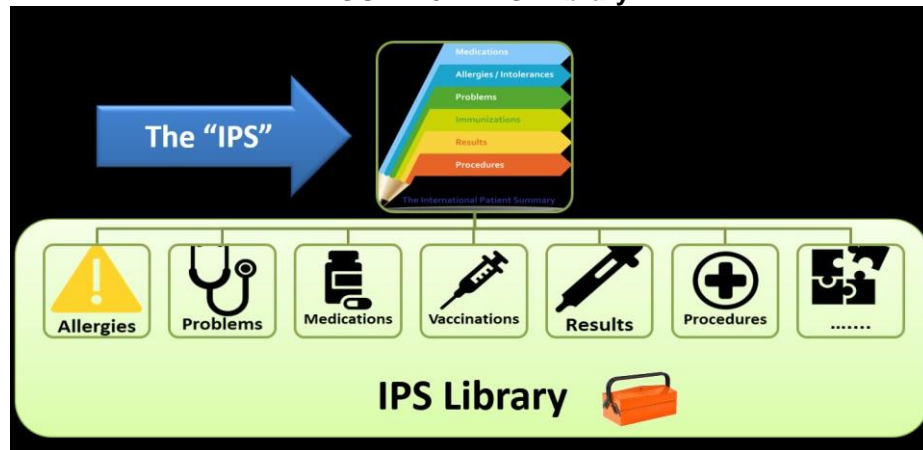 Medications
Allergies / Intolerances
Problems
Immunizations
Results
Procedures
The "IPS"
The International Patient Summary
Allergies
Problems
Medications
Vaccinations
Results
Procedures
.......
IPS Library